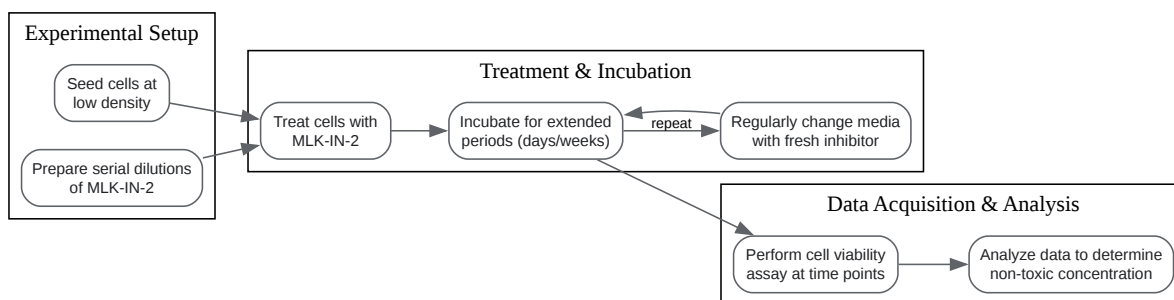 Experimental Setup
Seed cells at
low density
Prepare serial dilutions
of MLK-IN-2
Treatment & Incubation
Treat cells with
MLK-IN-2
Incubate for extended
periods (days/weeks)
repeat
Regularly change media
with fresh inhibitor
Data Acquisition & Analysis
Perform cell viability
assay at time points
Analyze data to determine
non-toxic concentration